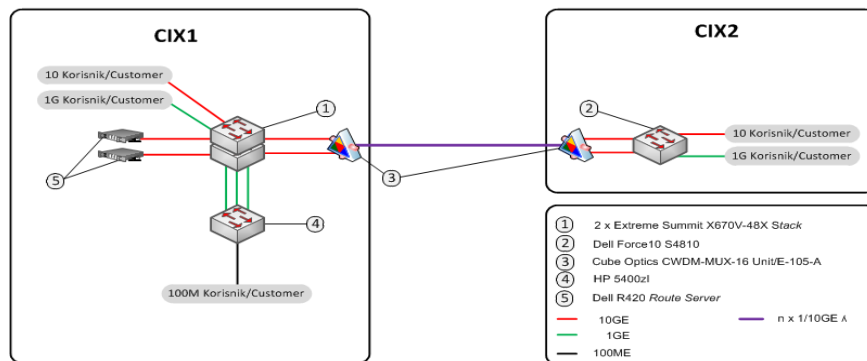 CIX1
10 Korisnik/Customer
1G Korisnik/Customer
1
5
3
4
100M Korisnik/Customer
CIX2
2
10 Korisnik/Customer
1G Korisnik/Customer
1 2 x Extreme Summit X670V-48X Stack
2 Dell Force10 S4810
3 Cube Optics CWDM-MUX-16 Unit/E-105-A
4 HP 5400zl
5 Dell R420 Route Server
10GE n x 1/10GE ʎ
1GE
100ME